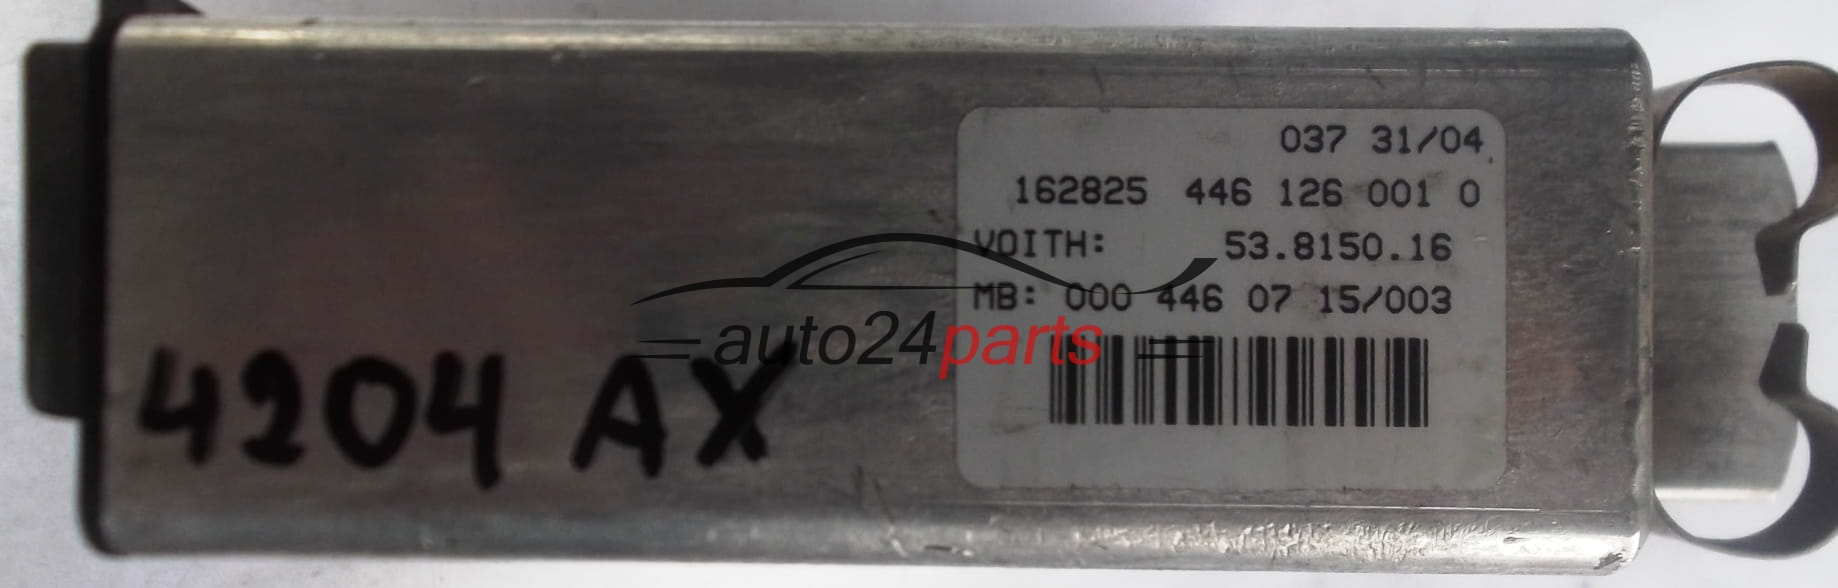 037 31/04
162825 446 126 001 0
VOITH: 53.8150.16
MB: 000 446 07 15/003
auto24parts
4204 AX